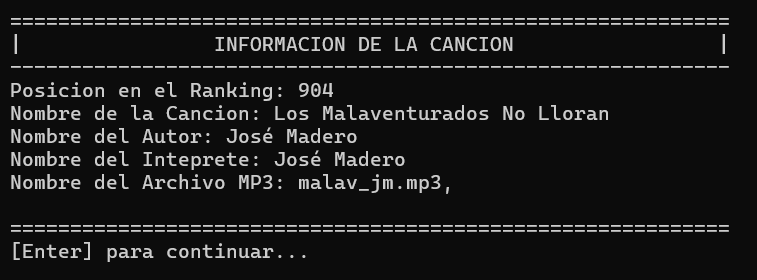 ============================================================
|                INFORMACION DE LA CANCION                 |
------------------------------------------------------------
Posicion en el Ranking: 904
Nombre de la Cancion: Los Malaventurados No Lloran
Nombre del Autor: José Madero
Nombre del Inteprete: José Madero
Nombre del Archivo MP3: malav_jm.mp3,
============================================================
[Enter] para continuar...